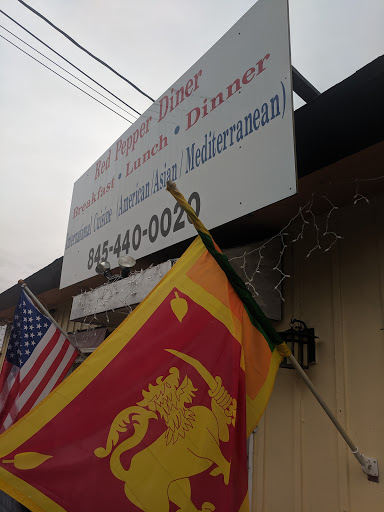 Red Pepper Diner
Breakfast • Lunch • Dinner
International Cuisine (American/Asian/Mediterranean)
845-440-0020